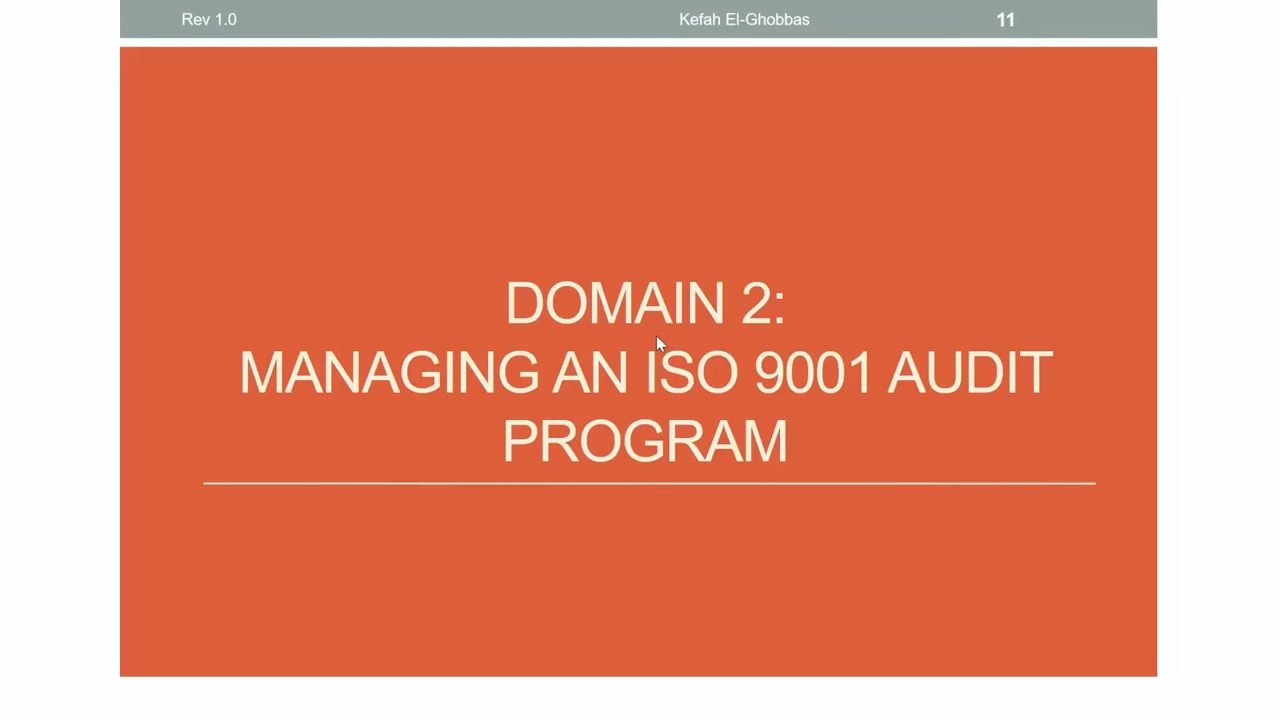 Rev 1.0 Kefah El-Ghobbas 11
DOMAIN 2:
MANAGING AN ISO 9001 AUDIT
PROGRAM